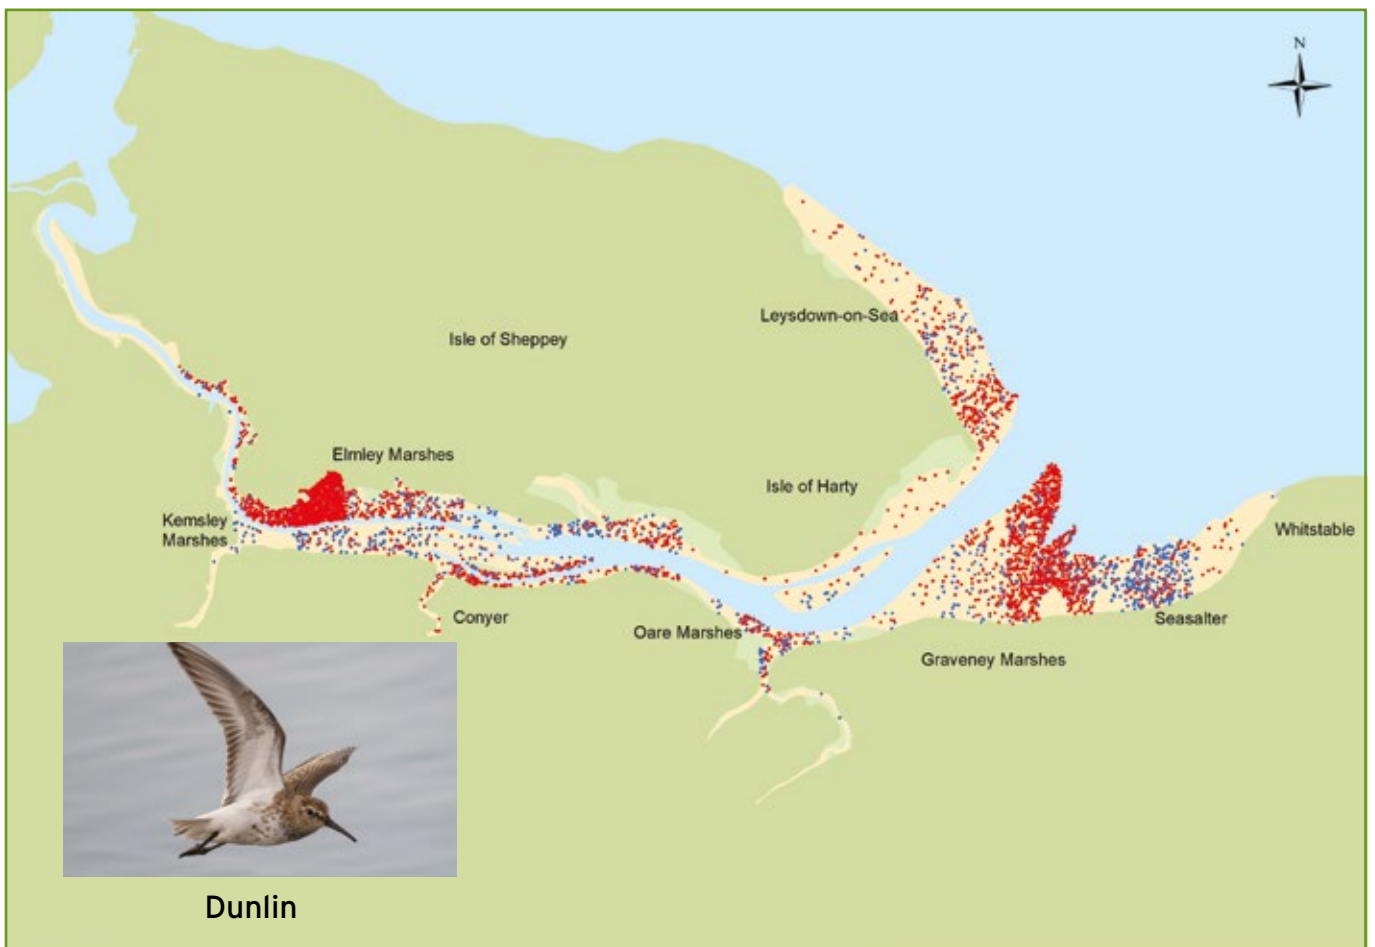 N
Leysdown-on-Sea
Isle of Sheppey
Elmley Marshes
Isle of Harty
Kemsley
Marshes
Whitstable
Conyer
Oare Marshes
Seasalter
Graveney Marshes
Dunlin